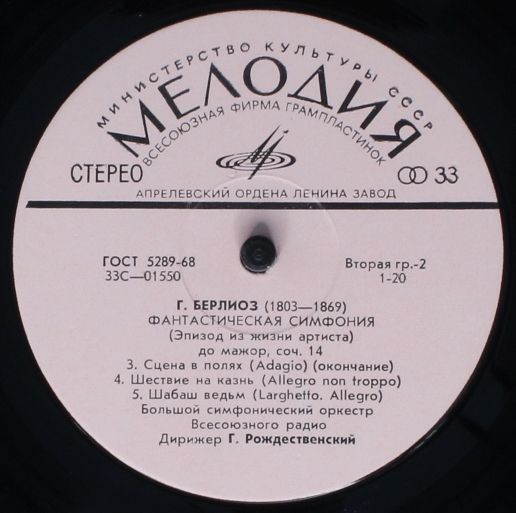 МИНИСТЕРСТВО КУЛЬТУРЫ СССР
МЕЛОДИЯ
ВСЕСОЮЗНАЯ ФИРМА ГРАМПЛАСТИНОК
СТЕРЕО
33
АПРЕЛЕВСКИЙ ОРДЕНА ЛЕНИНА ЗАВОД
ГОСТ 5289-68
Вторая гр.-2
33С—01550
1-20
Г. БЕРЛИОЗ (1803—1869)
ФАНТАСТИЧЕСКАЯ СИМФОНИЯ
(Эпизод из жизни артиста)
до мажор, соч. 14
3. Сцена в полях (Adagio) (окончание)
4. Шествие на казнь (Allegro non troppo)
5. Шабаш ведьм (Larghetto. Allegro)
Большой симфонический оркестр
Всесоюзного радио
Дирижер Г. Рождественский